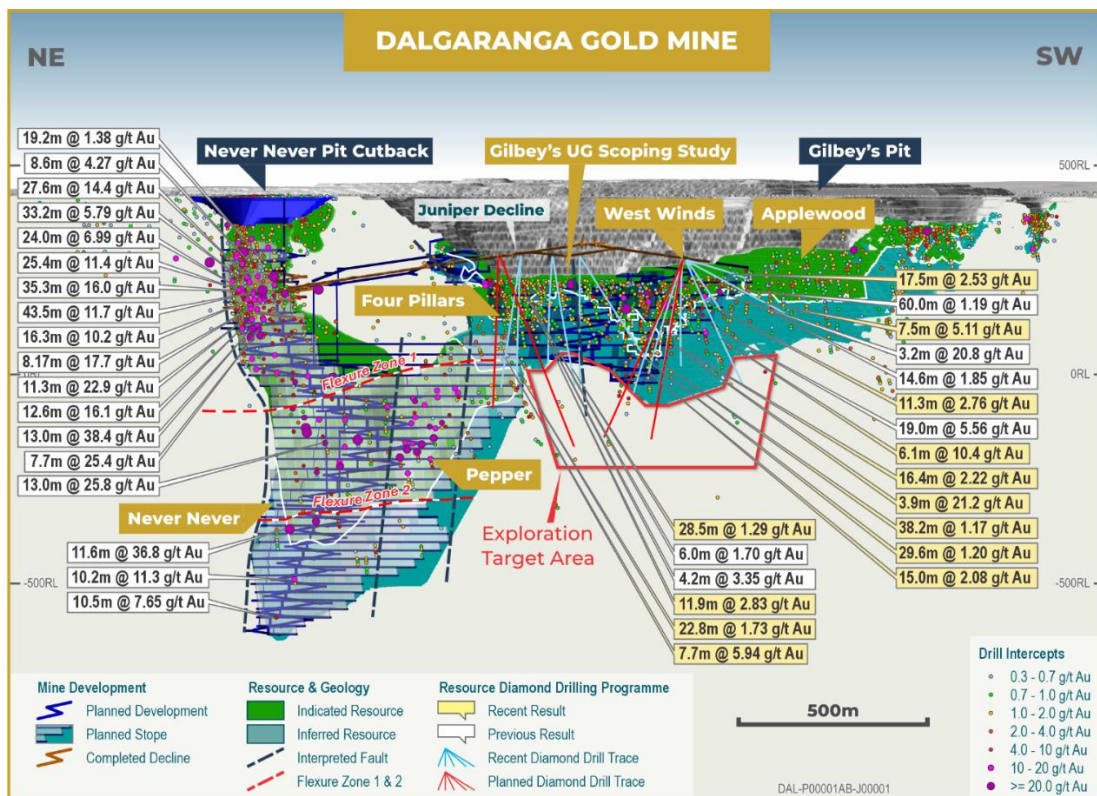 DALGARANGA GOLD MINE
NE
SW
Never Never Pit Cutback
Gilbey's UG Scoping Study
Gilbey's Pit
Juniper Decline
West Winds
Applewood
500RL
500RL
19.2m @ 1.38 g/t Au
8.6m @ 4.27 g/t Au
27.6m @ 14.4 g/t Au
33.2m @ 5.79 g/t Au
24.0m @ 6.99 g/t Au
25.4m @ 11.4 g/t Au
35.3m @ 16.0 g/t Au
43.5m @ 11.7 g/t Au
16.3m @ 10.2 g/t Au
8.17m @ 17.7 g/t Au
11.3m @ 22.9 g/t Au
12.6m @ 16.1 g/t Au
13.0m @ 38.4 g/t Au
7.7m @ 25.4 g/t Au
13.0m @ 25.8 g/t Au
Four Pillars
Flexure Zone 1
Pepper
Flexure Zone 2
Never Never
11.6m @ 36.8 g/t Au
10.2m @ 11.3 g/t Au
10.5m @ 7.65 g/t Au
-500RL
Exploration
Target Area
28.5m @ 1.29 g/t Au
6.0m @ 1.70 g/t Au
4.2m @ 3.35 g/t Au
11.9m @ 2.83 g/t Au
22.8m @ 1.73 g/t Au
7.7m @ 5.94 g/t Au
17.5m @ 2.53 g/t Au
60.0m @ 1.19 g/t Au
7.5m @ 5.11 g/t Au
3.2m @ 20.8 g/t Au
14.6m @ 1.85 g/t Au
11.3m @ 2.76 g/t Au
19.0m @ 5.56 g/t Au
6.1m @ 10.4 g/t Au
16.4m @ 2.22 g/t Au
3.9m @ 21.2 g/t Au
38.2m @ 1.17 g/t Au
29.6m @ 1.20 g/t Au
15.0m @ 2.08 g/t Au
0RL
-500RL
Mine Development
Planned Development
Planned Stope
Completed Decline
Resource & Geology
Indicated Resource
Inferred Resource
Interpreted Fault
Flexure Zone 1 & 2
Resource Diamond Drilling Programme
Recent Result
Previous Result
Recent Diamond Drill Trace
Planned Diamond Drill Trace
500m
DAL-P00001AB-J00001
Drill Intercepts
0.3 - 0.7 g/t Au
0.7 - 1.0 g/t Au
1.0 - 2.0 g/t Au
2.0 - 4.0 g/t Au
4.0 - 10 g/t Au
10 - 20 g/t Au
>= 20.0 g/t Au